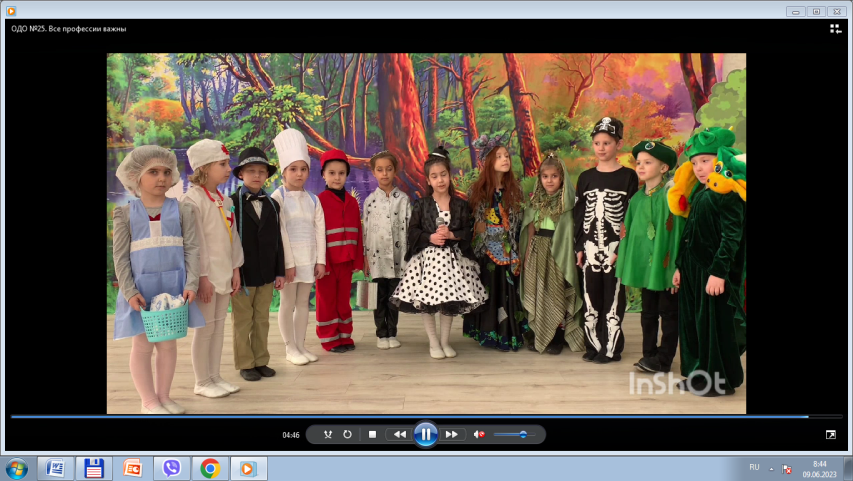 ОДО №25. Все профессии важны
InShOt
04:46
RU
8:44
09.06.2023